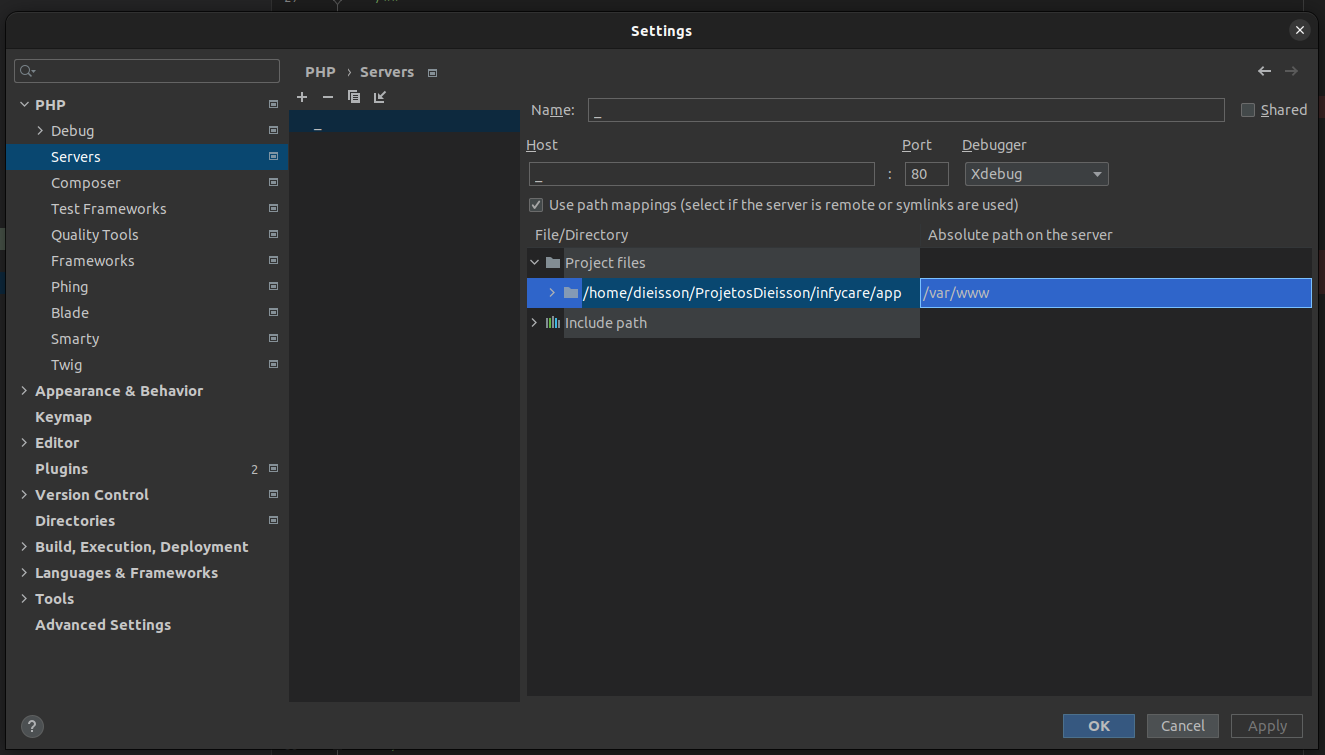 Settings
PHP › Servers
PHP
Debug
Servers
Composer
Test Frameworks
Quality Tools
Frameworks
Phing
Blade
Smarty
Twig
Appearance & Behavior
Keymap
Editor
Plugins 2
Version Control
Directories
Build, Execution, Deployment
Languages & Frameworks
Tools
Advanced Settings
_
Name: _ Shared
Host Port Debugger
_ : 80 Xdebug
Use path mappings (select if the server is remote or symlinks are used)
File/Directory Absolute path on the server
Project files
/home/dieisson/ProjetosDieisson/infycare/app /var/www
Include path
?
OK Cancel Apply